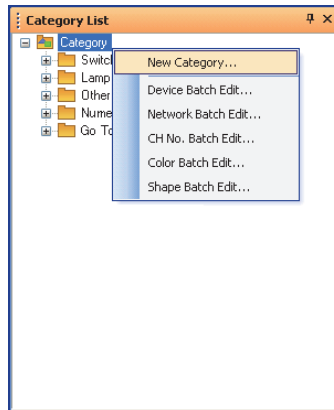 Category List
Category
Switc
New Category...
Lamp
Device Batch Edit...
Other
Network Batch Edit...
Nume
CH No. Batch Edit...
Go To
Color Batch Edit...
Shape Batch Edit...